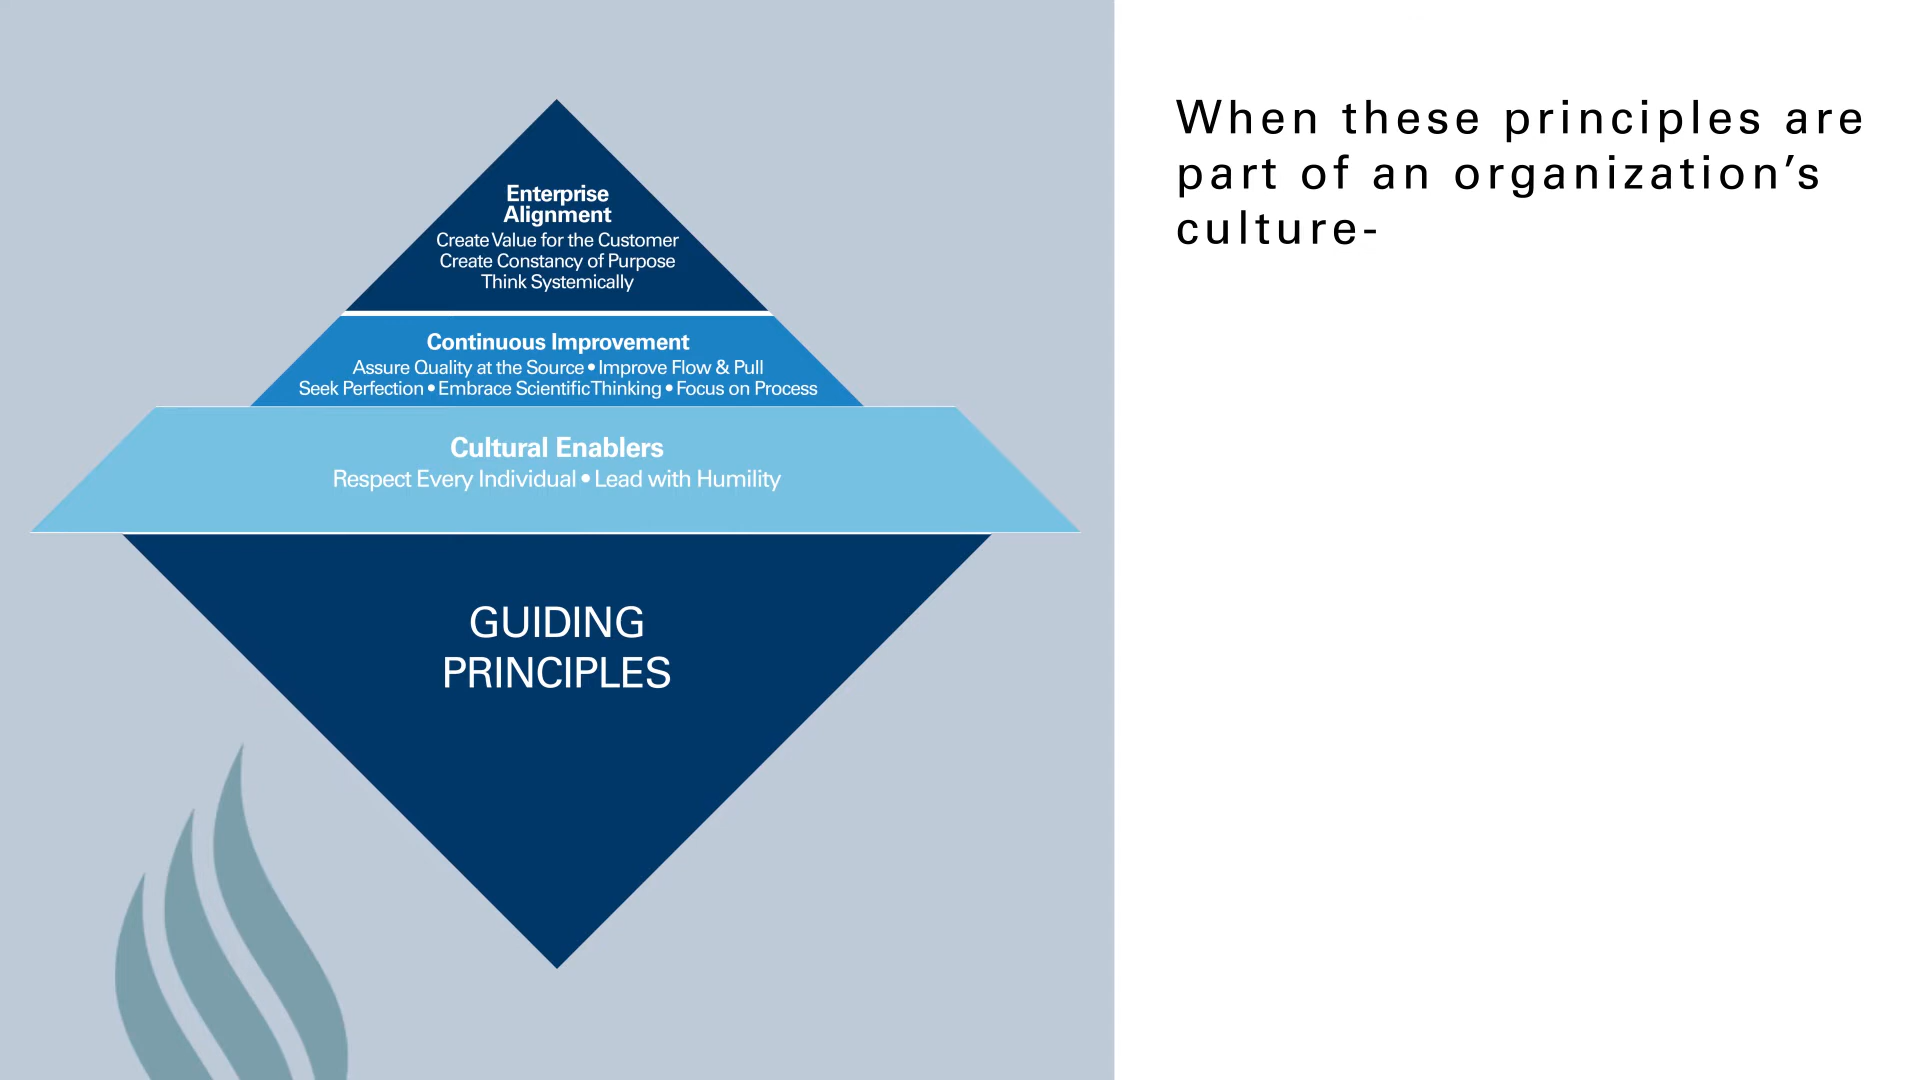 Enterprise
Alignment
Create Value for the Customer
Create Constancy of Purpose
Think Systemically
Continuous Improvement
Assure Quality at the Source • Improve Flow & Pull
Seek Perfection • Embrace Scientific Thinking • Focus on Process
Cultural Enablers
Respect Every Individual • Lead with Humility
GUIDING
PRINCIPLES
When these principles are
part of an organization’s
culture-